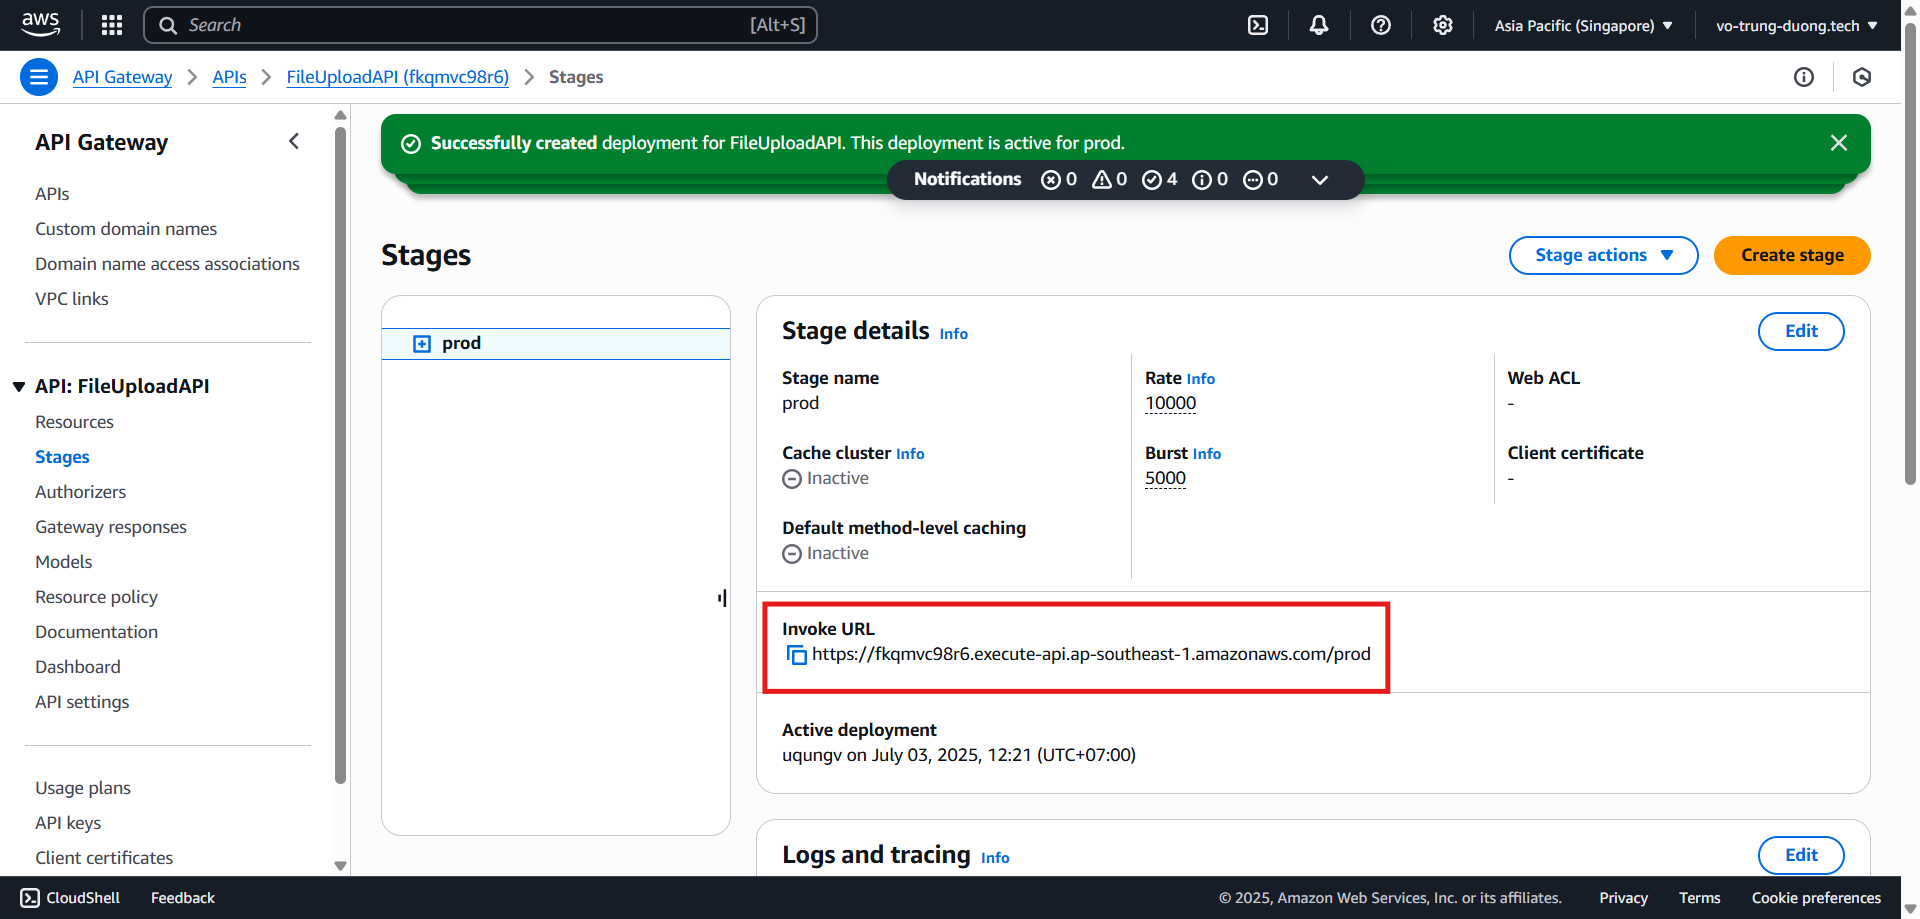 aws
Search [Alt+S]
Asia Pacific (Singapore)
vo-trung-duong.tech
API Gateway
APIs
FileUploadAPI (fkqmvc98r6)
Stages
API Gateway
APIs
Custom domain names
Domain name access associations
VPC links
API: FileUploadAPI
Resources
Stages
Authorizers
Gateway responses
Models
Resource policy
Documentation
Dashboard
API settings
Usage plans
API keys
Client certificates
Successfully created deployment for FileUploadAPI. This deployment is active for prod.
Notifications 0 0 4 0 0
Stages
Stage actions
Create stage
prod
Stage details Info
Edit
Stage name
prod
Rate Info
10000
Web ACL
-
Cache cluster Info
Inactive
Burst Info
5000
Client certificate
-
Default method-level caching
Inactive
Invoke URL
https://fkqmvc98r6.execute-api.ap-southeast-1.amazonaws.com/prod
Active deployment
uqungv on July 03, 2025, 12:21 (UTC+07:00)
Logs and tracing Info
Edit
CloudShell
Feedback
© 2025, Amazon Web Services, Inc. or its affiliates.
Privacy
Terms
Cookie preferences